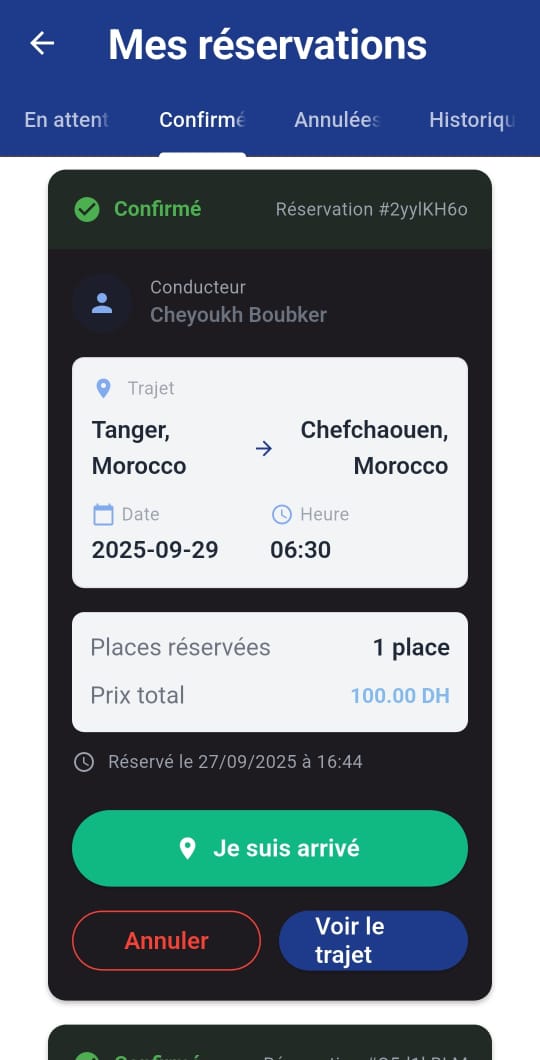 Mes réservations
En attent
Confirmé
Annulées
Historiqu
Confirmé
Réservation #2yylKH6o
Conducteur
Cheyoukh Boubker
Trajet
Tanger,
Morocco
Chefchaouen,
Morocco
Date
Heure
2025-09-29
06:30
Places réservées
1 place
Prix total
100.00 DH
Réservé le 27/09/2025 à 16:44
Je suis arrivé
Annuler
Voir le
trajet
Confirmé